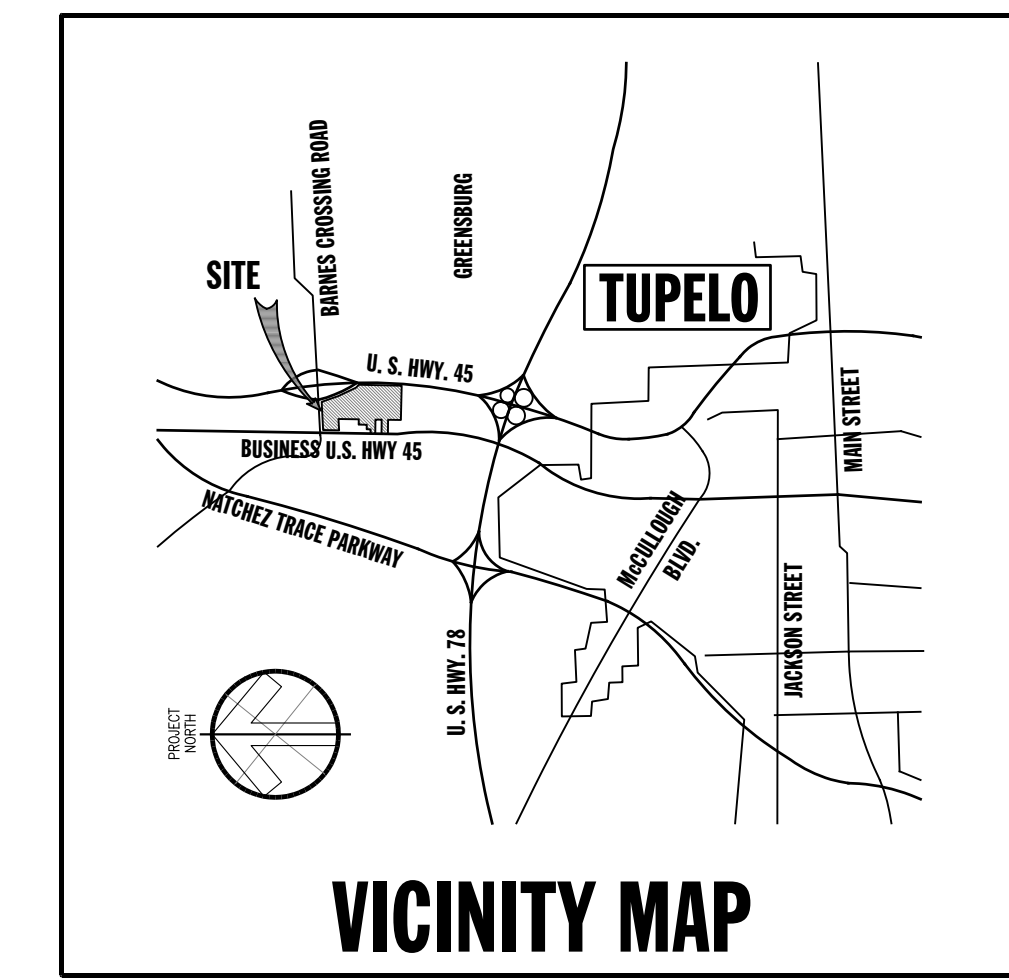 BARNES CROSSING ROAD
GREENSBURG
SITE
TUPELO
U. S. HWY. 45
MAIN STREET
BUSINESS U.S. HWY 45
NATCHEZ TRACE PARKWAY
McCULLOUGH
BLVD.
JACKSON STREET
U. S. HWY. 78
PROJECT
NORTH
VICINITY MAP